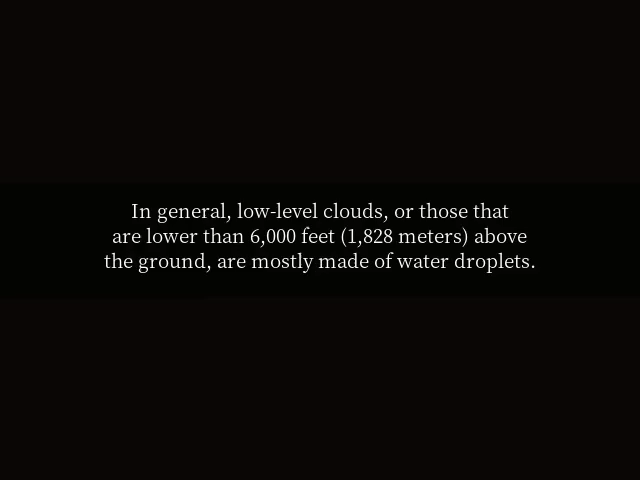 In general, low-level clouds, or those that
are lower than 6,000 feet (1,828 meters) above
the ground, are mostly made of water droplets.